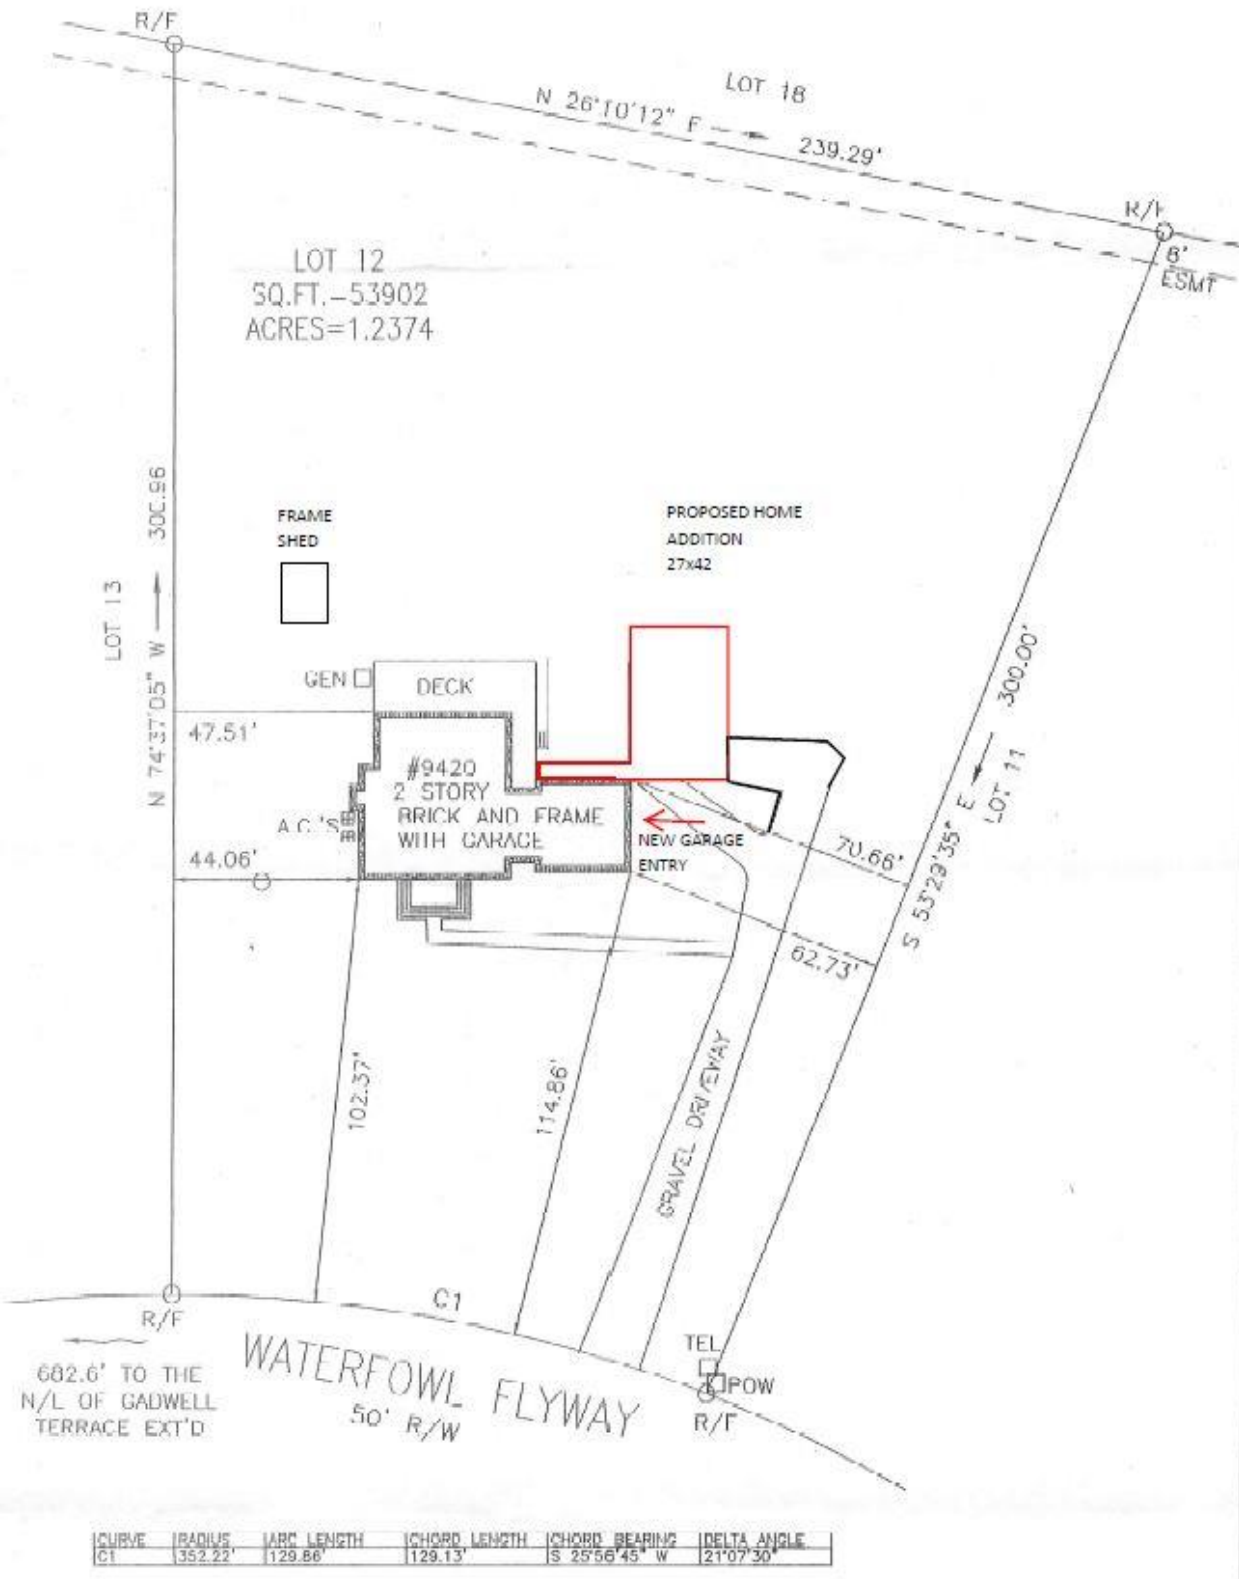 R/F
LOT 18
N 26°10'12" E
239.29'
R/F
8'
ESMT
LOT 12
SQ.FT.-53902
ACRES=1.2374
FRAME
SHED
PROPOSED HOME
ADDITION
27x42
LOT 13
N 74°37'05" W
300.96
GEN
DECK
47.51'
#9420
2 STORY
BRICK AND FRAME
WITH GARAGE
A.C.'S
44.06'
NEW GARAGE
ENTRY
70.66'
62.73'
S 53°29'35" E
300.00'
LOT 11
102.37"
114.86'
GRAVEL DRIVEWAY
C1
R/F
TEL
POW
R/F
682.6' TO THE
N/L OF GADWELL
TERRACE EXT'D
WATERFOWL FLYWAY
50' R/W
CURVE RADIUS ARC LENGTH CHORD LENGTH CHORD BEARING DELTA ANGLE
C1 352.22' 129.86' 129.13' S 25°56'45" W 21°07'30"